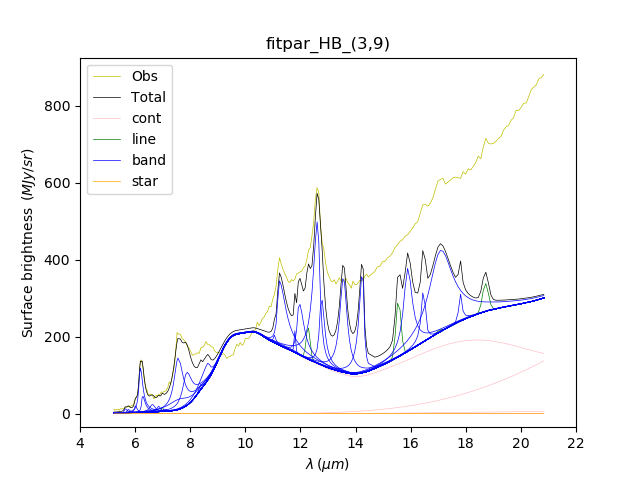 fitpar_HB_(3,9)
Obs
Total
cont
line
band
star
Surface brightness (MJy/sr)
800
600
400
200
0
4 6 8 10 12 14 16 18 20 22
λ (μm)